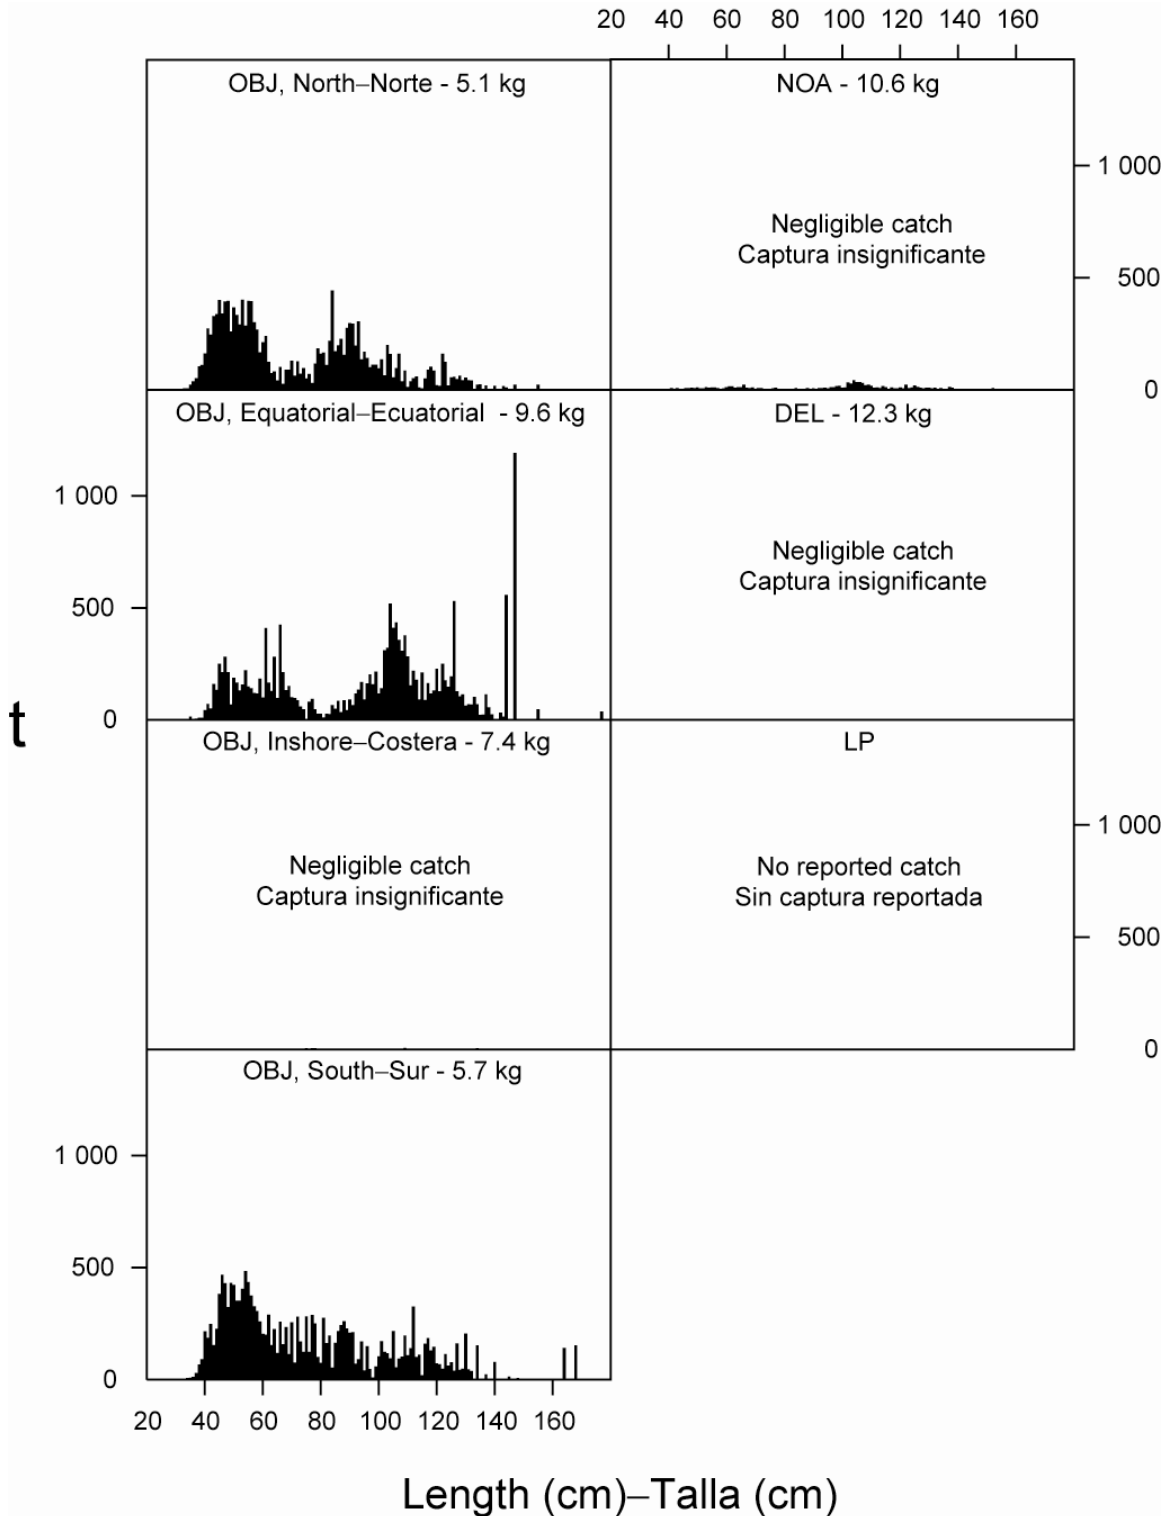 20 40 60 80 100 120 140 160
OBJ, North–Norte - 5.1 kg
NOA - 10.6 kg
1 000
Negligible catch
Captura insignificante
500
0
OBJ, Equatorial–Ecuatorial - 9.6 kg
DEL - 12.3 kg
1 000
Negligible catch
Captura insignificante
500
0
t
OBJ, Inshore–Costera - 7.4 kg
LP
1 000
Negligible catch
Captura insignificante
No reported catch
Sin captura reportada
500
0
OBJ, South–Sur - 5.7 kg
1 000
500
0
20 40 60 80 100 120 140 160
Length (cm)–Talla (cm)